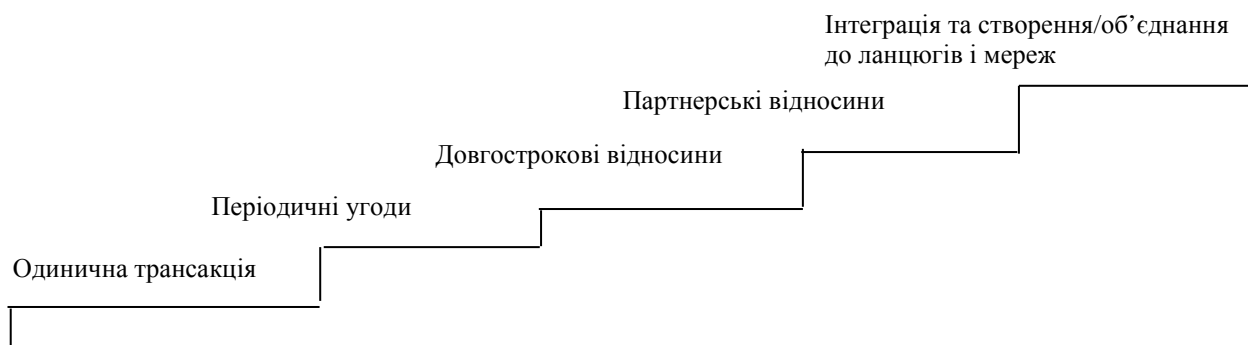 Інтеграція та створення/об’єднання
до ланцюгів і мереж
Партнерські відносини
Довгострокові відносини
Періодичні угоди
Одинична трансакція